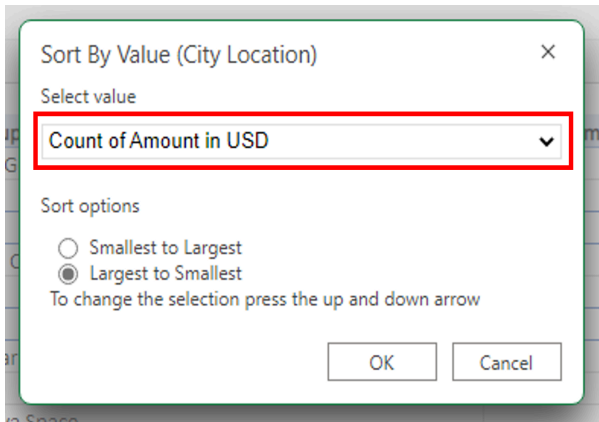 Sort By Value (City Location)
Select value
Count of Amount in USD
Sort options
Smallest to Largest
Largest to Smallest
To change the selection press the up and down arrow
OK
Cancel